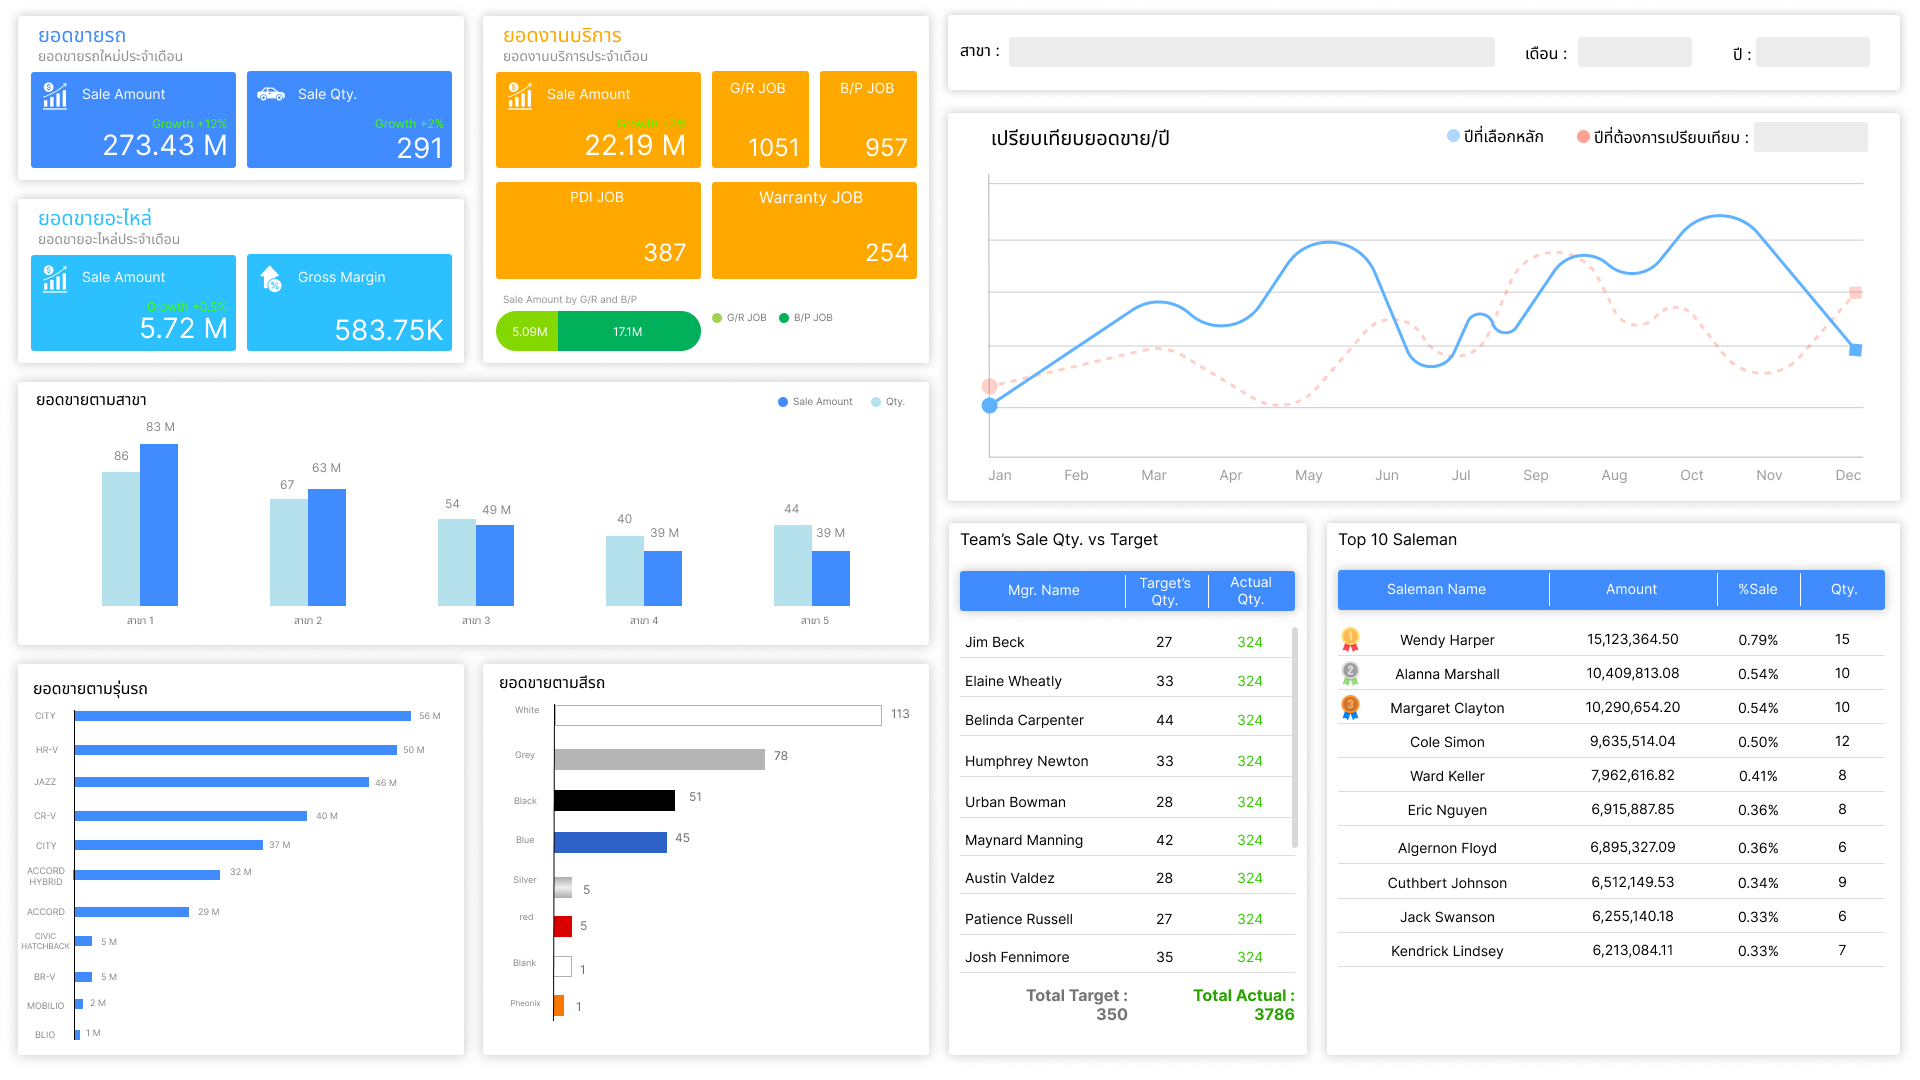 ยอดขายรถ
ยอดขายรถใหม่ประจำเดือน
Sale Amount
Growth +12%
273.43 M
Sale Qty.
Growth +2%
291
ยอดขายอะไหล่
ยอดขายอะไหล่ประจำเดือน
Sale Amount
Growth +0.5%
5.72 M
Gross Margin
583.75K
ยอดงานบริการ
ยอดงานบริการประจำเดือน
Sale Amount
22.19 M
G/R JOB
1051
B/P JOB
957
PDI JOB
387
Warranty JOB
254
Sale Amount by G/R and B/P
5.09M
17.1M
G/R JOB
B/P JOB
สาขา :
เดือน :
ปี :
เปรียบเทียบยอดขาย/ปี
ปีที่เลือกหลัก
ปีที่ต้องการเปรียบเทียบ :
Jan Feb Mar Apr May Jun Jul Sep Aug Oct Nov Dec
ยอดขายตามสาขา
Sale Amount
Qty.
86 83 M
67 63 M
54 49 M
40 39 M
44 39 M
สาขา 1 สาขา 2 สาขา 3 สาขา 4 สาขา 5
ยอดขายตามรุ่นรถ
CITY 56 M
HR-V 50 M
JAZZ 46 M
CR-V 40 M
CITY 37 M
ACCORD
HYBRID 32 M
ACCORD 29 M
CIVIC
HATCHBACK 5 M
BR-V 5 M
MOBILIO 2 M
BLIO 1 M
ยอดขายตามสีรถ
White 113
Grey 78
Black 51
Blue 45
Silver 5
red 5
Blank 1
Pheonix 1
Team’s Sale Qty. vs Target
Mgr. Name Target’s Qty. Actual Qty.
Jim Beck 27 324
Elaine Wheatly 33 324
Belinda Carpenter 44 324
Humphrey Newton 33 324
Urban Bowman 28 324
Maynard Manning 42 324
Austin Valdez 28 324
Patience Russell 27 324
Josh Fennimore 35 324
Total Target : Total Actual :
350 3786
Top 10 Saleman
Saleman Name Amount %Sale Qty.
1 Wendy Harper 15,123,364.50 0.79% 15
2 Alanna Marshall 10,409,813.08 0.54% 10
3 Margaret Clayton 10,290,654.20 0.54% 10
Cole Simon 9,635,514.04 0.50% 12
Ward Keller 7,962,616.82 0.41% 8
Eric Nguyen 6,915,887.85 0.36% 8
Algernon Floyd 6,895,327.09 0.36% 6
Cuthbert Johnson 6,512,149.53 0.34% 9
Jack Swanson 6,255,140.18 0.33% 6
Kendrick Lindsey 6,213,084.11 0.33% 7